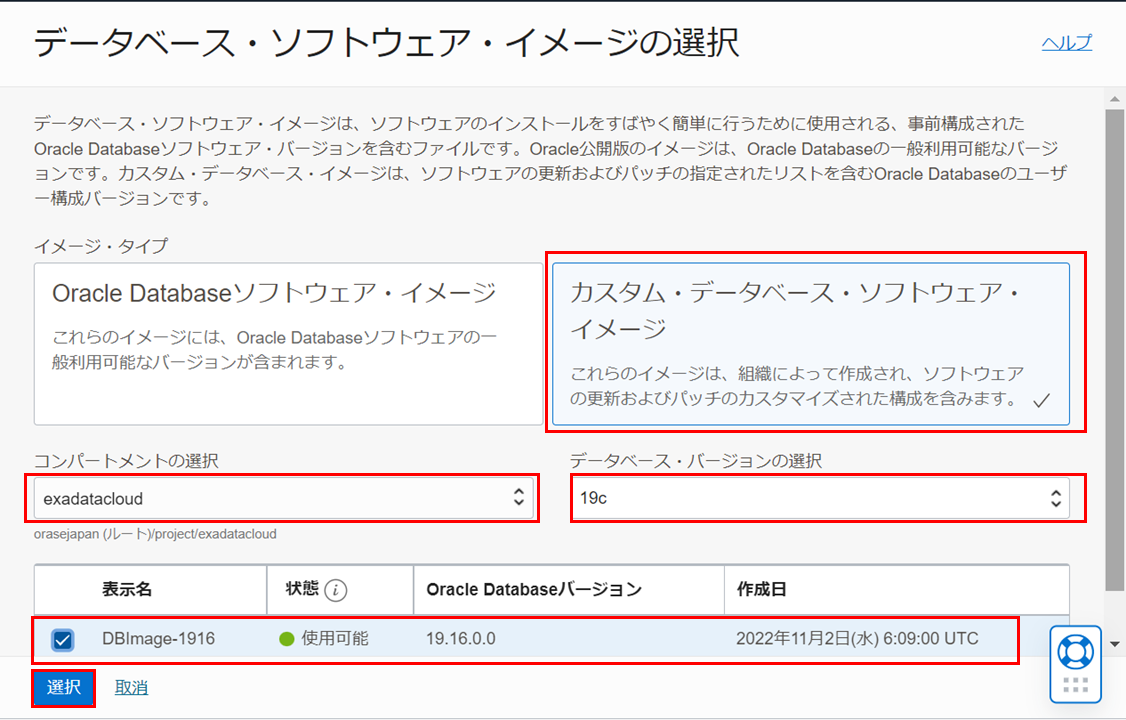 データベース・ソフトウェア・イメージの選択
ヘルプ
データベース・ソフトウェア・イメージは、ソフトウェアのインストールをすばやく簡単に行うために使用される、事前構成された
Oracle Databaseソフトウェア・バージョンを含むファイルです。Oracle公開版のイメージは、Oracle Databaseの一般利用可能なバージ
ョンです。カスタム・データベース・イメージは、ソフトウェアの更新およびパッチの指定されたリストを含むOracle Databaseのユーザ
ー構成バージョンです。
イメージ・タイプ
Oracle Databaseソフトウェア・イメージ
これらのイメージには、Oracle Databaseソフトウェアの一
般利用可能なバージョンが含まれます。
カスタム・データベース・ソフトウェア・
イメージ
これらのイメージは、組織によって作成され、ソフトウェア
の更新およびパッチのカスタマイズされた構成を含みます。
コンパートメントの選択
exadatacloud
orasejapan (ルート)/project/exadatacloud
データベース・バージョンの選択
19c
表示名 状態 i Oracle Databaseバージョン 作成日
DBImage-1916 使用可能 19.16.0.0 2022年11月2日(水) 6:09:00 UTC
選択 取消